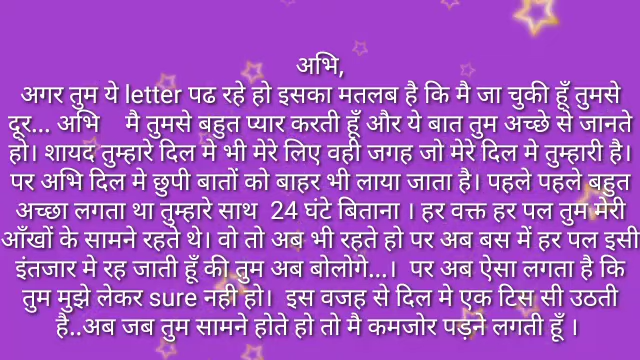 अभि,
अगर तुम ये letter पढ रहे हो इसका मतलब है कि मै जा चुकी हूँ तुमसे
दूर... अभि मै तुमसे बहुत प्यार करती हूँ और ये बात तुम अच्छे से जानते
हो। शायद तुम्हारे दिल मे भी मेरे लिए वही जगह जो मेरे दिल मे तुम्हारी है।
पर अभि दिल मे छुपी बातों को बाहर भी लाया जाता है। पहले पहले बहुत
अच्छा लगता था तुम्हारे साथ 24 घंटे बिताना । हर वक्त हर पल तुम मेरी
आँखों के सामने रहते थे। वो तो अब भी रहते हो पर अब बस में हर पल इसी
इंतजार मे रह जाती हूँ की तुम अब बोलोगे...। पर अब ऐसा लगता है कि
तुम मुझे लेकर sure नही हो। इस वजह से दिल मे एक टिस सी उठती
है..अब जब तुम सामने होते हो तो मै कमजोर पड़ने लगती हूँ ।